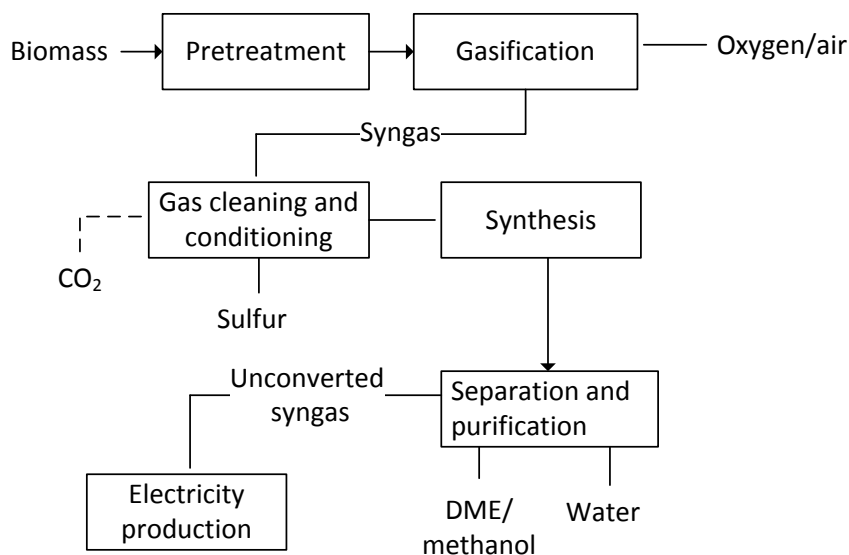 Biomass
Pretreatment
Gasification
Oxygen/air
Syngas
Gas cleaning and
conditioning
Synthesis
CO₂
Sulfur
Unconverted
syngas
Separation and
purification
Electricity
production
DME/
methanol
Water